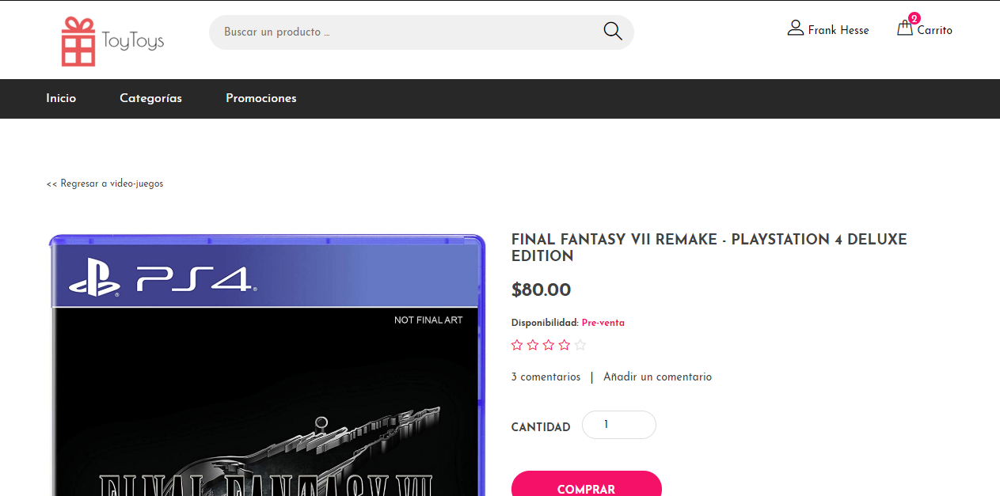 ToyToys
Buscar un producto ...
Frank Hesse
2
Carrito
Inicio
Categorías
Promociones
<< Regresar a video-juegos
PS4
NOT FINAL ART
FINAL FANTASY VII
FINAL FANTASY VII REMAKE - PLAYSTATION 4 DELUXE
EDITION
$80.00
Disponibilidad: Pre-venta
3 comentarios | Añadir un comentario
CANTIDAD 1
COMPRAR